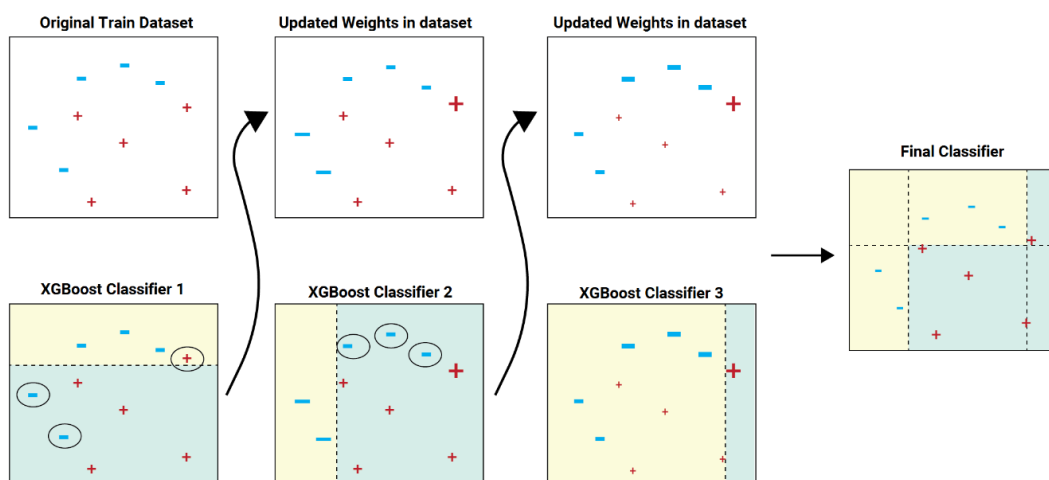 Original Train Dataset
Updated Weights in dataset
Updated Weights in dataset
Final Classifier
XGBoost Classifier 1
XGBoost Classifier 2
XGBoost Classifier 3